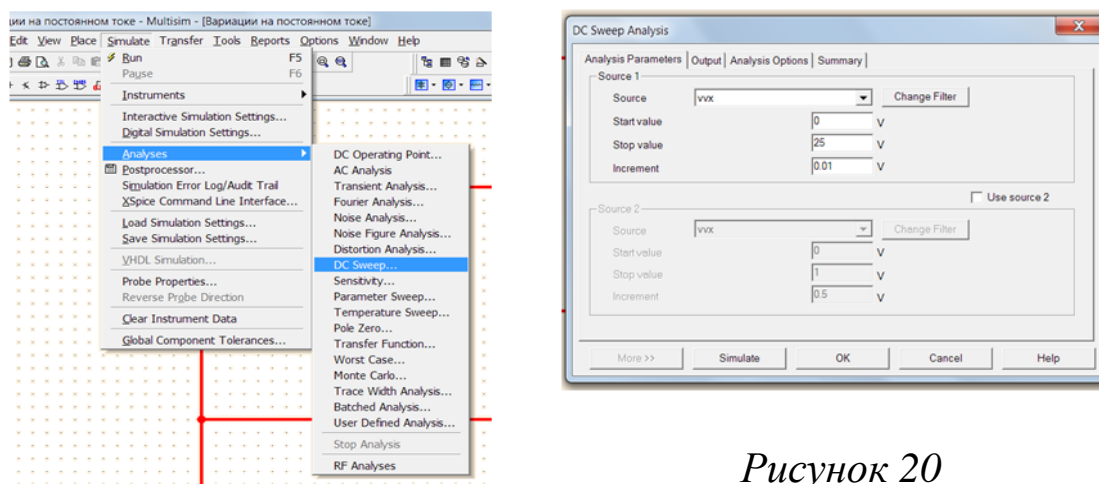 ции на постоянном токе - Multisim - [Вариации на постоянном токе]
Edit View Place Simulate Transfer Tools Reports Options Window Help
Run F5
Pause F6
Instruments
Interactive Simulation Settings...
Digital Simulation Settings...
Analyses
Postprocessor...
Simulation Error Log/Audit Trail
XSpice Command Line Interface...
Load Simulation Settings...
Save Simulation Settings...
VHDL Simulation...
Probe Properties...
Reverse Probe Direction
Clear Instrument Data
Global Component Tolerances...
DC Operating Point...
AC Analysis
Transient Analysis...
Fourier Analysis...
Noise Analysis...
Noise Figure Analysis...
Distortion Analysis...
DC Sweep...
Sensitivity...
Parameter Sweep...
Temperature Sweep...
Pole Zero...
Transfer Function...
Worst Case...
Monte Carlo...
Trace Width Analysis...
Batched Analysis...
User Defined Analysis...
Stop Analysis
RF Analyses
DC Sweep Analysis
Analysis Parameters Output Analysis Options Summary
Source 1
Source vvx Change Filter
Start value 0 V
Stop value 25 V
Increment 0.01 V
Use source 2
Source 2
Source vvx Change Filter
Start value 0 V
Stop value 1 V
Increment 0.5 V
More >> Simulate OK Cancel Help
Рисунок 20